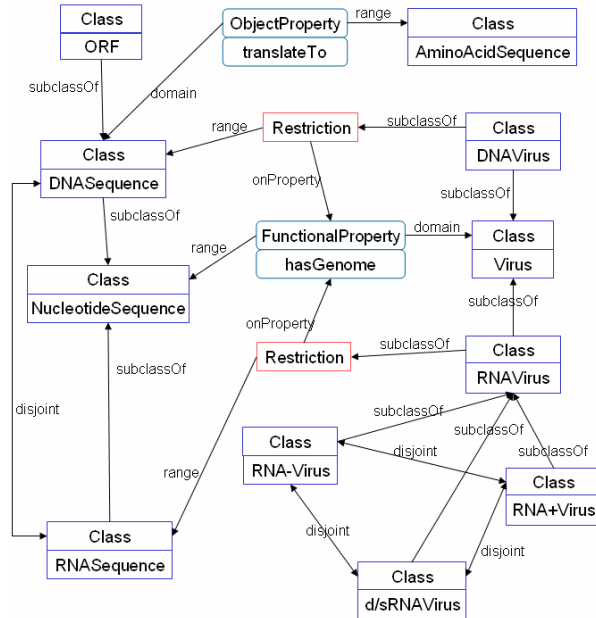 Class
ORF
ObjectProperty
translateTo
range
Class
AminoAcidSequence
subclassOf
domain
Class
DNASequence
range
Restriction
subclassOf
Class
DNAVirus
onProperty
subclassOf
subclassOf
range
FunctionalProperty
hasGenome
domain
Class
Virus
Class
NucleotideSequence
onProperty
subclassOf
Restriction
subclassOf
Class
RNAVirus
subclassOf
disjoint
subclassOf
subclassOf
subclassOf
Class
RNA-Virus
disjoint
range
Class
RNA+Virus
Class
RNASequence
disjoint
disjoint
Class
d/sRNAVirus